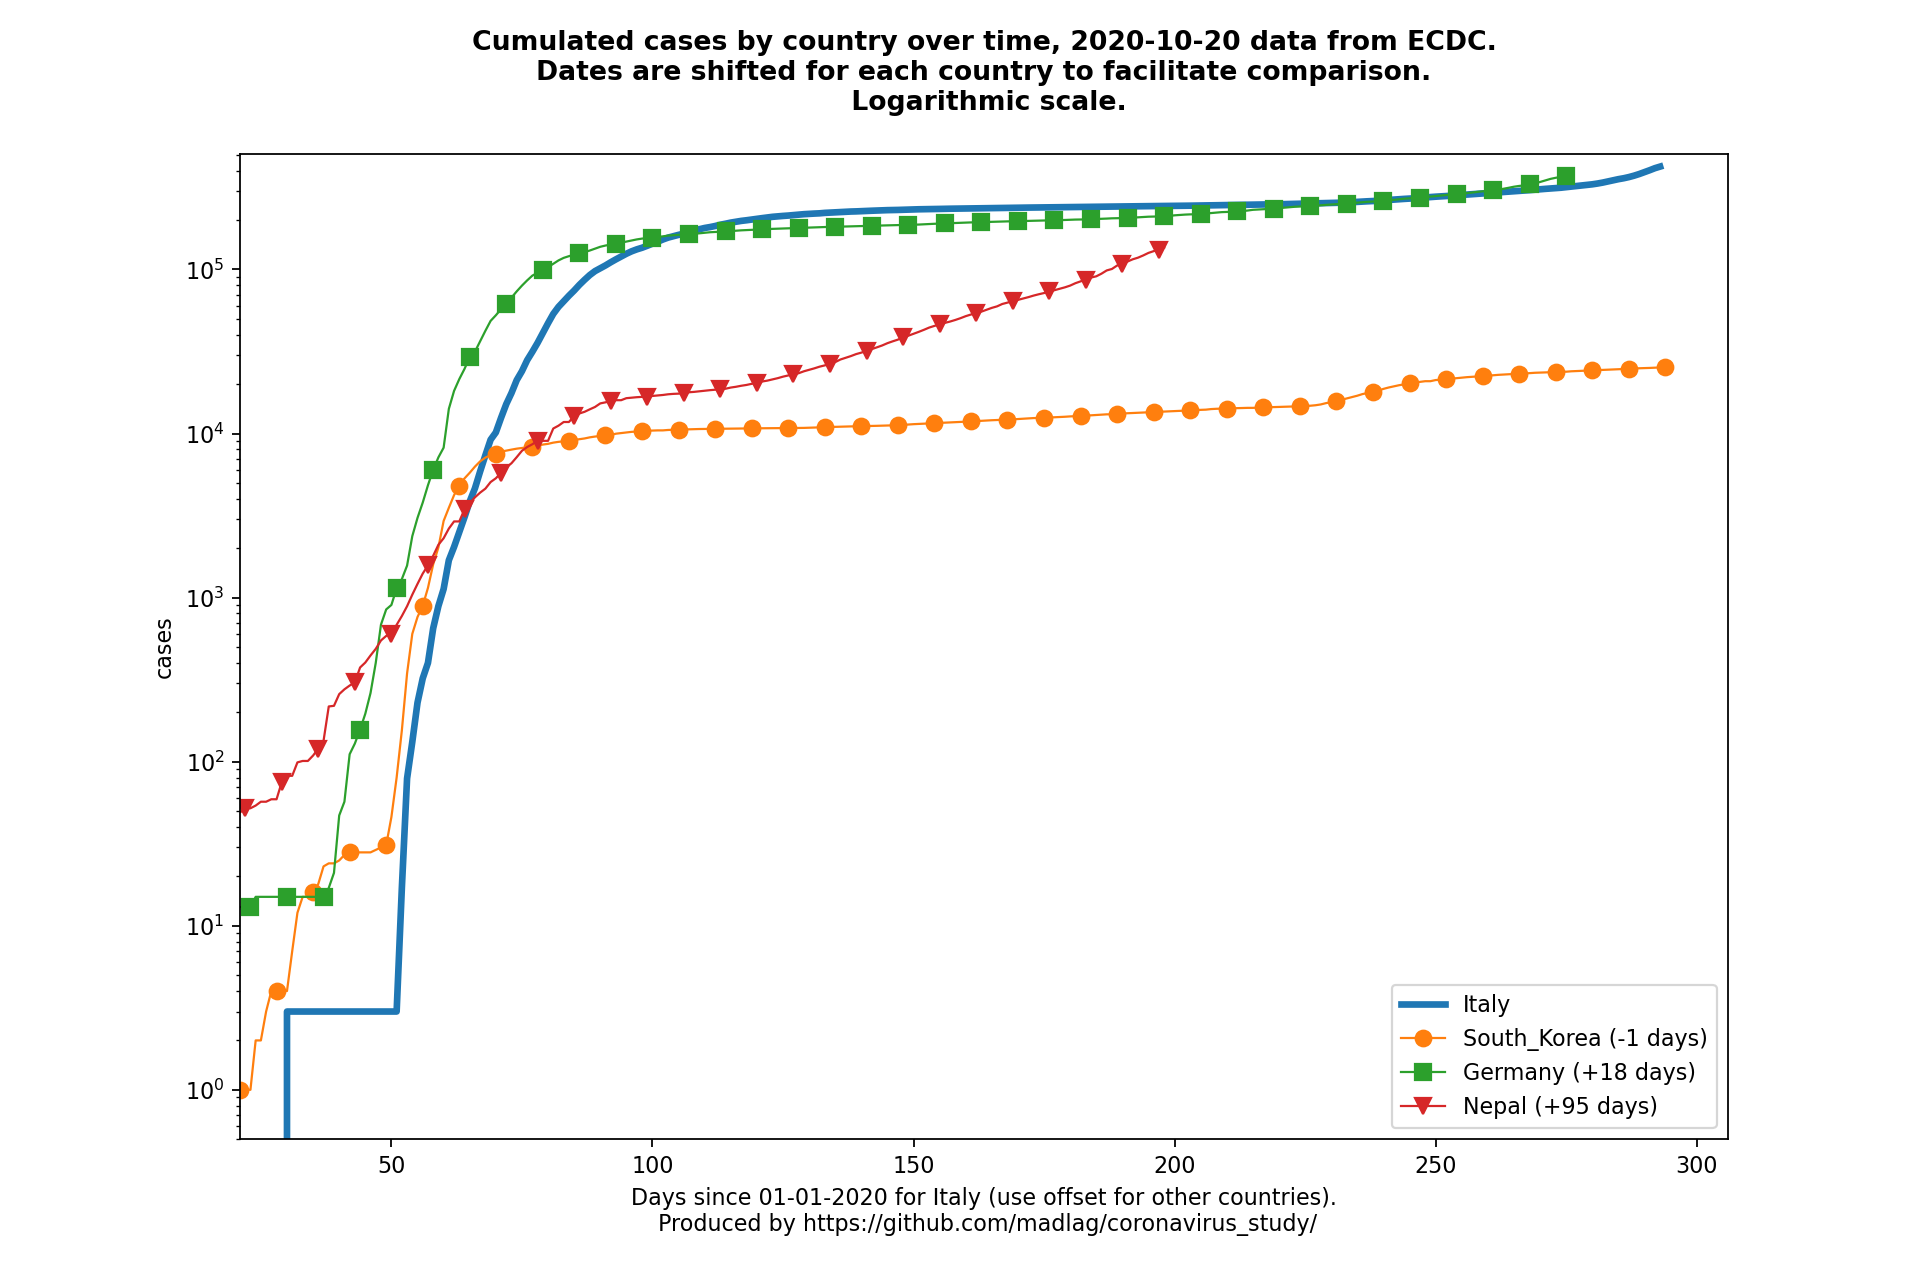 Cumulated cases by country over time, 2020-10-20 data from ECDC.
Dates are shifted for each country to facilitate comparison.
Logarithmic scale.
10^5
10^4
10^3
10^2
10^1
10^0
cases
50 100 150 200 250 300
Italy
South_Korea (-1 days)
Germany (+18 days)
Nepal (+95 days)
Days since 01-01-2020 for Italy (use offset for other countries).
Produced by https://github.com/madlag/coronavirus_study/